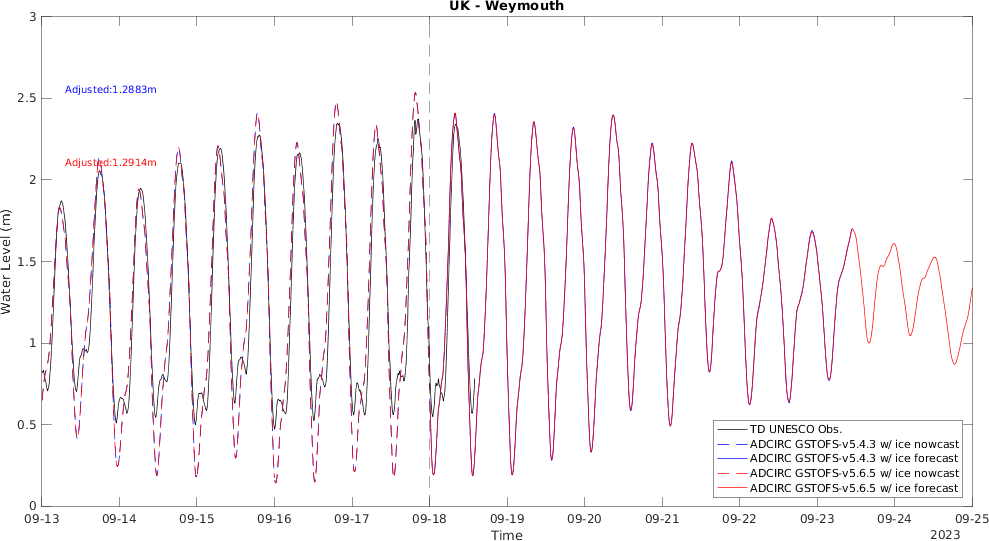 UK - Weymouth
3
2.5
2
1.5
1
0.5
0
Water Level (m)
Adjusted:1.2883m
Adjusted:1.2914m
TD UNESCO Obs.
ADCIRC GSTOFS-v5.4.3 w/ ice nowcast
ADCIRC GSTOFS-v5.4.3 w/ ice forecast
ADCIRC GSTOFS-v5.6.5 w/ ice nowcast
ADCIRC GSTOFS-v5.6.5 w/ ice forecast
09-13 09-14 09-15 09-16 09-17 09-18 09-19 09-20 09-21 09-22 09-23 09-24 09-25
Time
2023